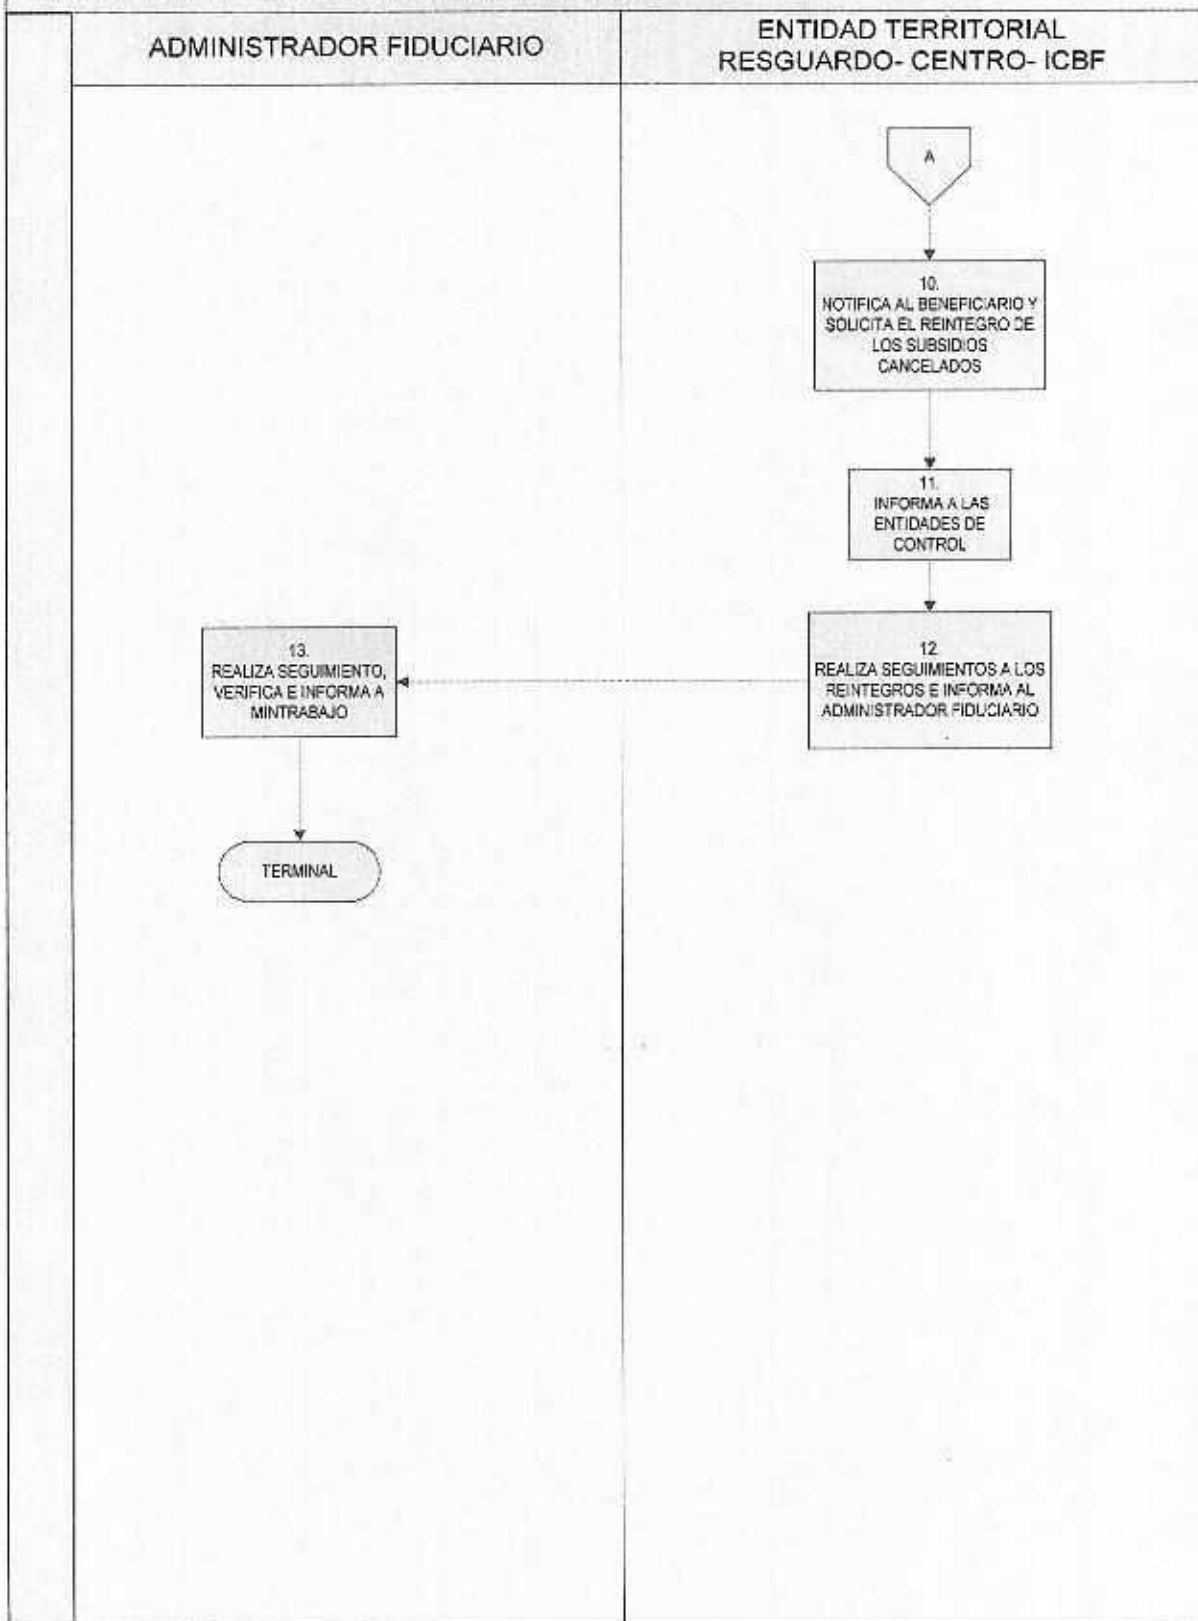 ADMINISTRADOR FIDUCIARIO
ENTIDAD TERRITORIAL
RESGUARDO- CENTRO- ICBF
A
10.
NOTIFICA AL BENEFICIARIO Y
SOLICITA EL REINTEGRO DE
LOS SUBSIDIOS
CANCELADOS
11.
INFORMA A LAS
ENTIDADES DE
CONTROL
12.
REALIZA SEGUIMIENTOS A LOS
REINTEGROS E INFORMA AL
ADMINISTRADOR FIDUCIARIO
13.
REALIZA SEGUIMIENTO,
VERIFICA E INFORMA A
MINTRABAJO
TERMINAL